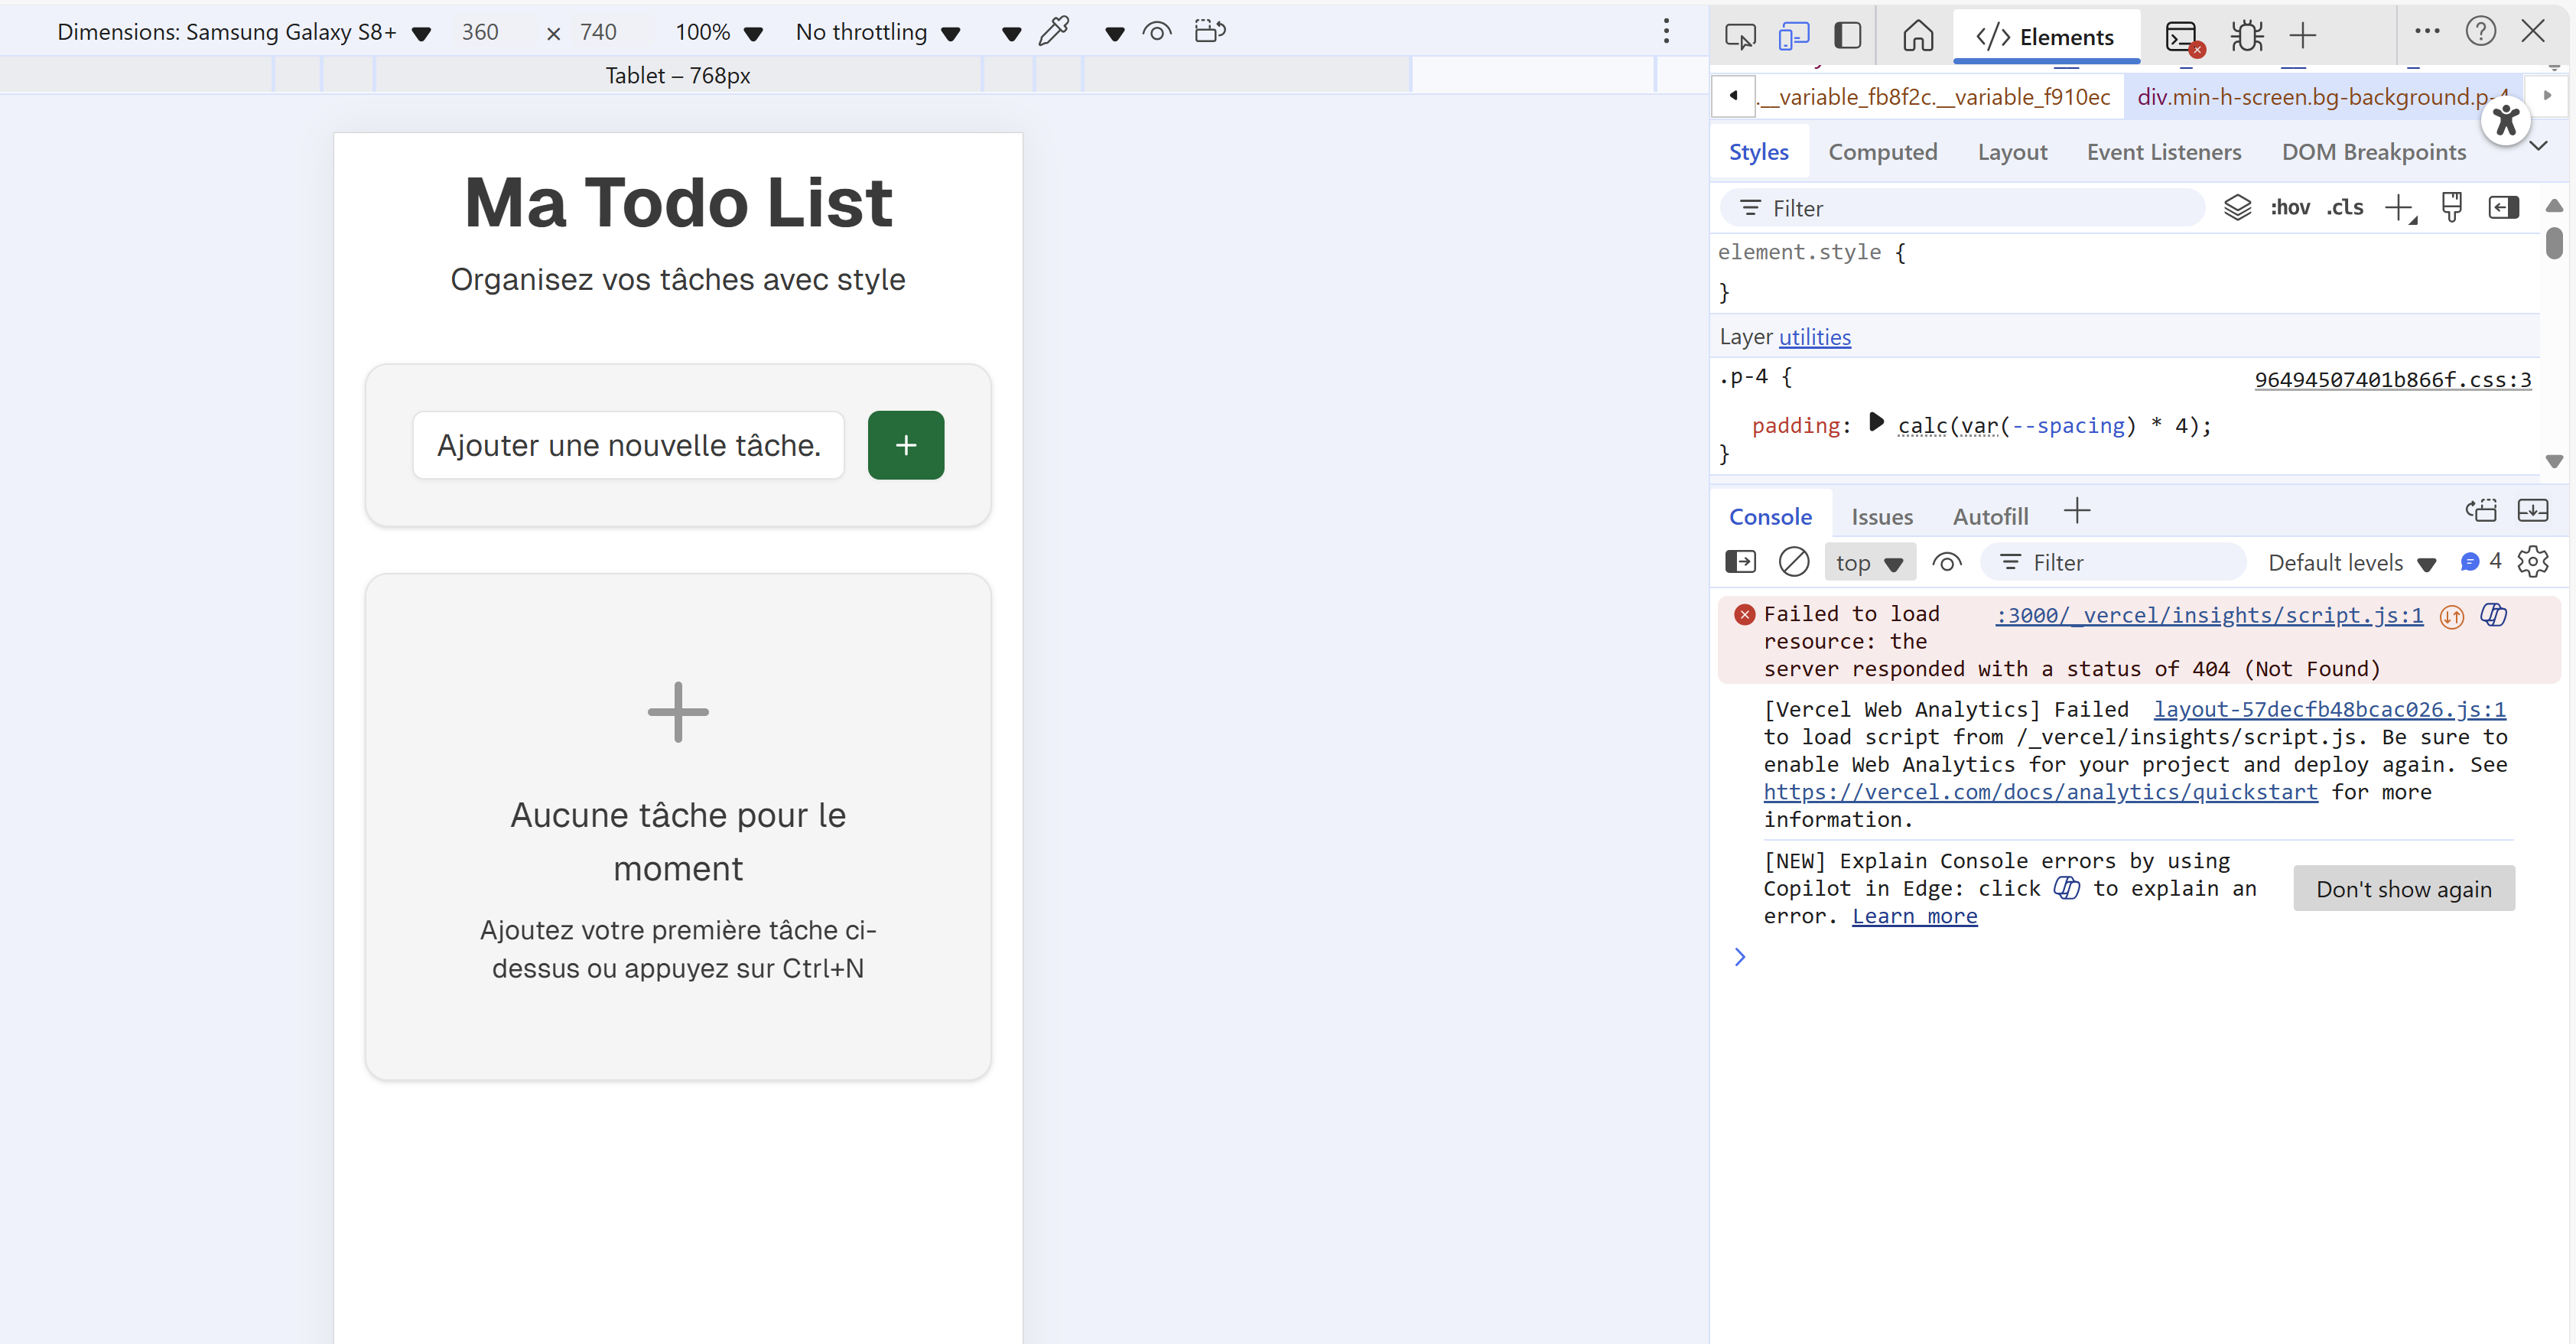 Dimensions: Samsung Galaxy S8+ 360 × 740 100% No throttling
Tablet – 768px
Ma Todo List
Organisez vos tâches avec style
Ajouter une nouvelle tâche.
Aucune tâche pour le
moment
Ajoutez votre première tâche ci-
dessus ou appuyez sur Ctrl+N
</> Elements
.__variable_fb8f2c.__variable_f910ec div.min-h-screen.bg-background.p-4
Styles Computed Layout Event Listeners DOM Breakpoints
Filter :hov .cls
element.style {
}
Layer utilities
.p-4 { 96494507401b866f.css:3
padding: calc(var(--spacing) * 4);
}
Console Issues Autofill
top Filter Default levels 4
Failed to load :3000/_vercel/insights/script.js:1
resource: the
server responded with a status of 404 (Not Found)
[Vercel Web Analytics] Failed layout-57decfb48bcac026.js:1
to load script from /_vercel/insights/script.js. Be sure to
enable Web Analytics for your project and deploy again. See
https://vercel.com/docs/analytics/quickstart for more
information.
[NEW] Explain Console errors by using
Copilot in Edge: click to explain an
error. Learn more
Don't show again